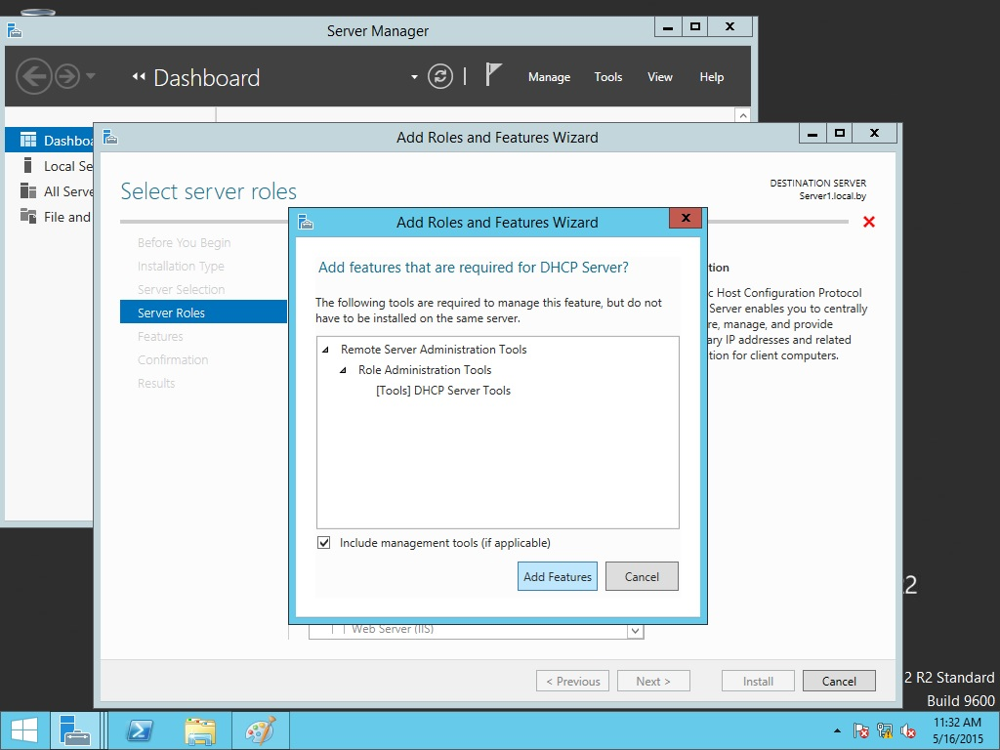 Server Manager
Dashboard
Manage Tools View Help
Dashboa
Local Se
All Serve
File and
Add Roles and Features Wizard
Select server roles
DESTINATION SERVER
Server1.local.by
Before You Begin
Installation Type
Server Selection
Server Roles
Features
Confirmation
Results
Add Roles and Features Wizard
Add features that are required for DHCP Server?
The following tools are required to manage this feature, but do not
have to be installed on the same server.
Remote Server Administration Tools
Role Administration Tools
[Tools] DHCP Server Tools
Include management tools (if applicable)
Add Features Cancel
tion
c Host Configuration Protocol
Server enables you to centrally
re, manage, and provide
ary IP addresses and related
tion for client computers.
Web Server (IIS)
< Previous Next > Install Cancel
R2
2 R2 Standard
Build 9600
11:32 AM
5/16/2015